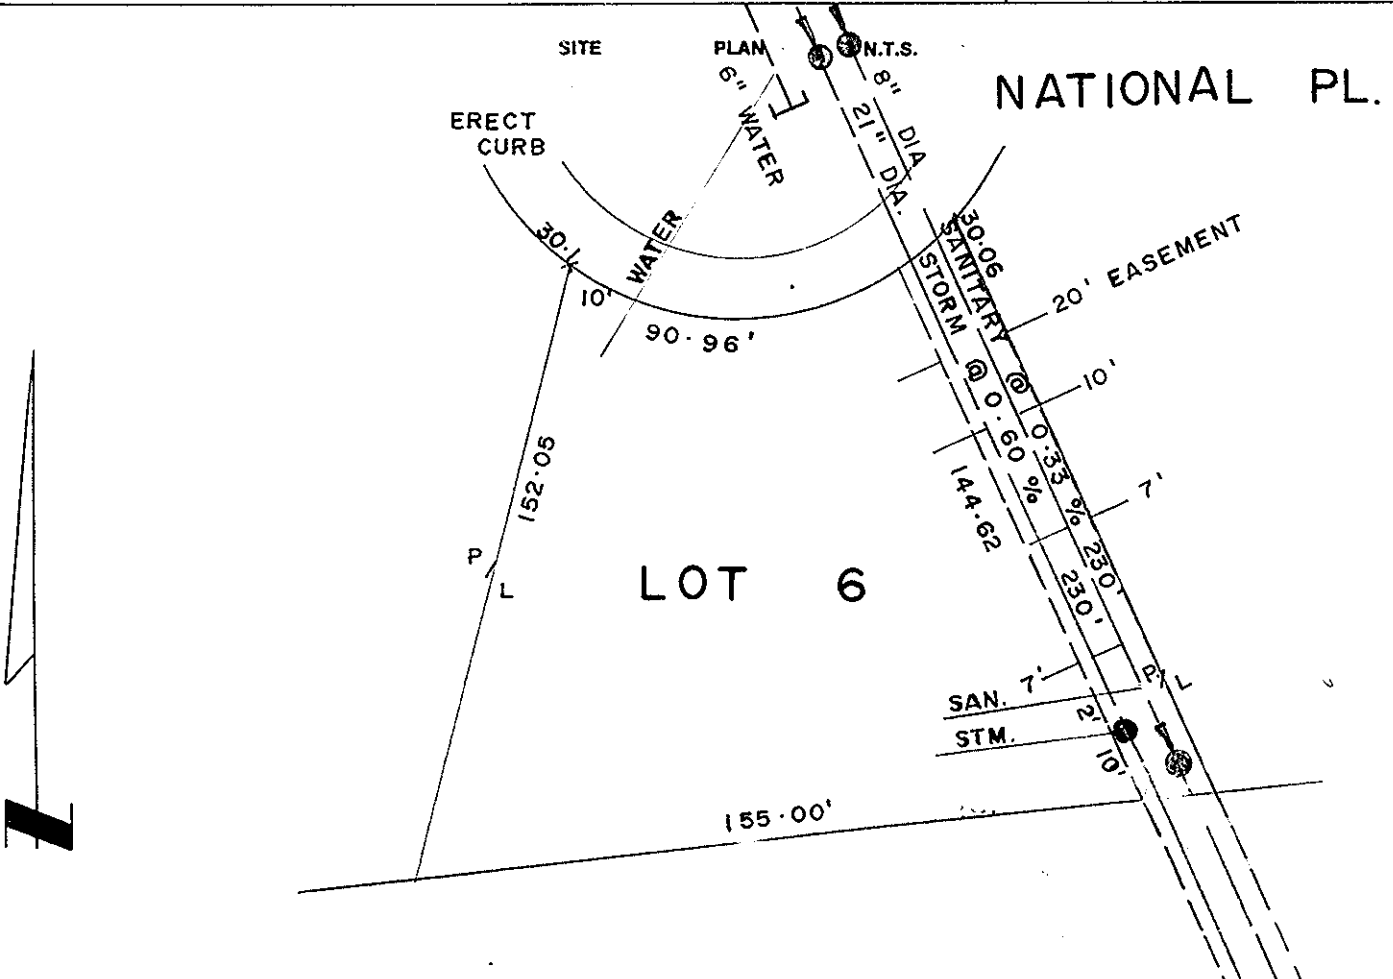 SITE PLAN N.T.S.
NATIONAL PL.
6" WATER
8" DIA SANITARY @ 0.33 % 230'
21" DIA. STORM @ 0.60 % 230'
ERECT
CURB
WATER
30.
10'
90.96'
30.06
20' EASEMENT
10'
7'
152.05
144.62
P
L
LOT 6
7'
P/L
SAN.
STM.
2'
10'
155.00'
N